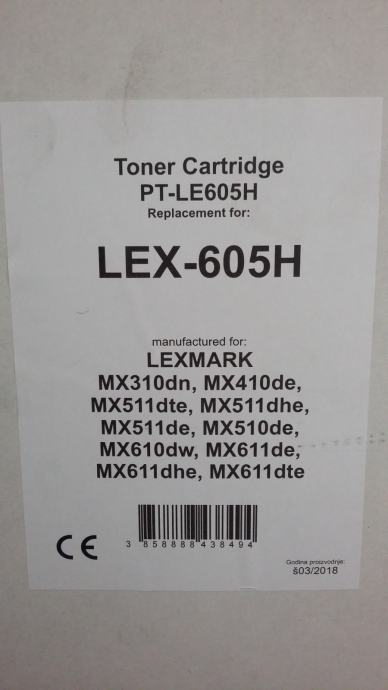 Toner Cartridge
PT-LE605H
Replacement for:
LEX-605H
manufactured for:
LEXMARK
MX310dn, MX410de,
MX511dte, MX511dhe,
MX511de, MX510de,
MX610dw, MX611de,
MX611dhe, MX611dte
CE
3 858888 438494
Godina proizvodnje:
š03/2018